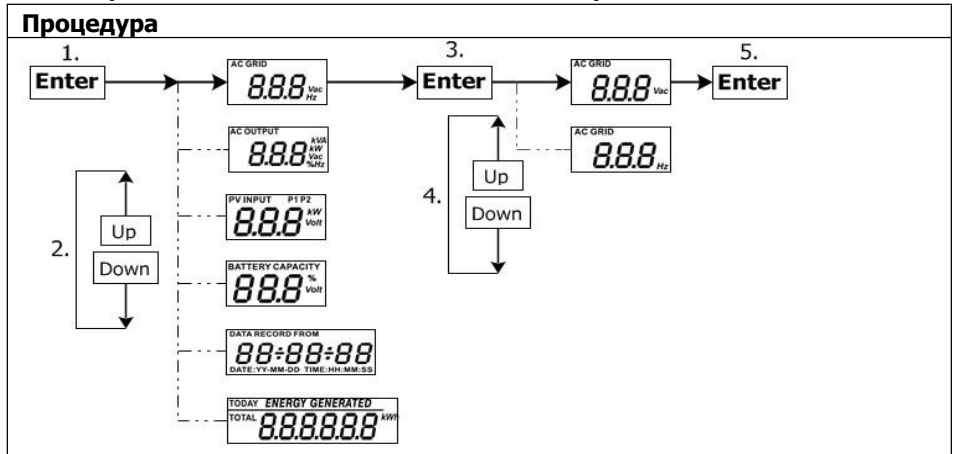 Процедура
1.
Enter
AC GRID
8.8.8 Vac Hz
3.
Enter
AC GRID
8.8.8 Vac
5.
Enter
AC OUTPUT
8.8.8 kVA kW Vac %Hz
AC GRID
8.8.8 Hz
2.
Up
Down
PV INPUT P1 P2
8.8.8 kW Volt
4.
Up
Down
BATTERY CAPACITY
88.8 % Volt
DATA RECORD FROM
88:88:88
DATE:YY-MM-DD TIME:HH:MM:SS
TODAY ENERGY GENERATED
TOTAL 8.8.8.8.8.8 kWh